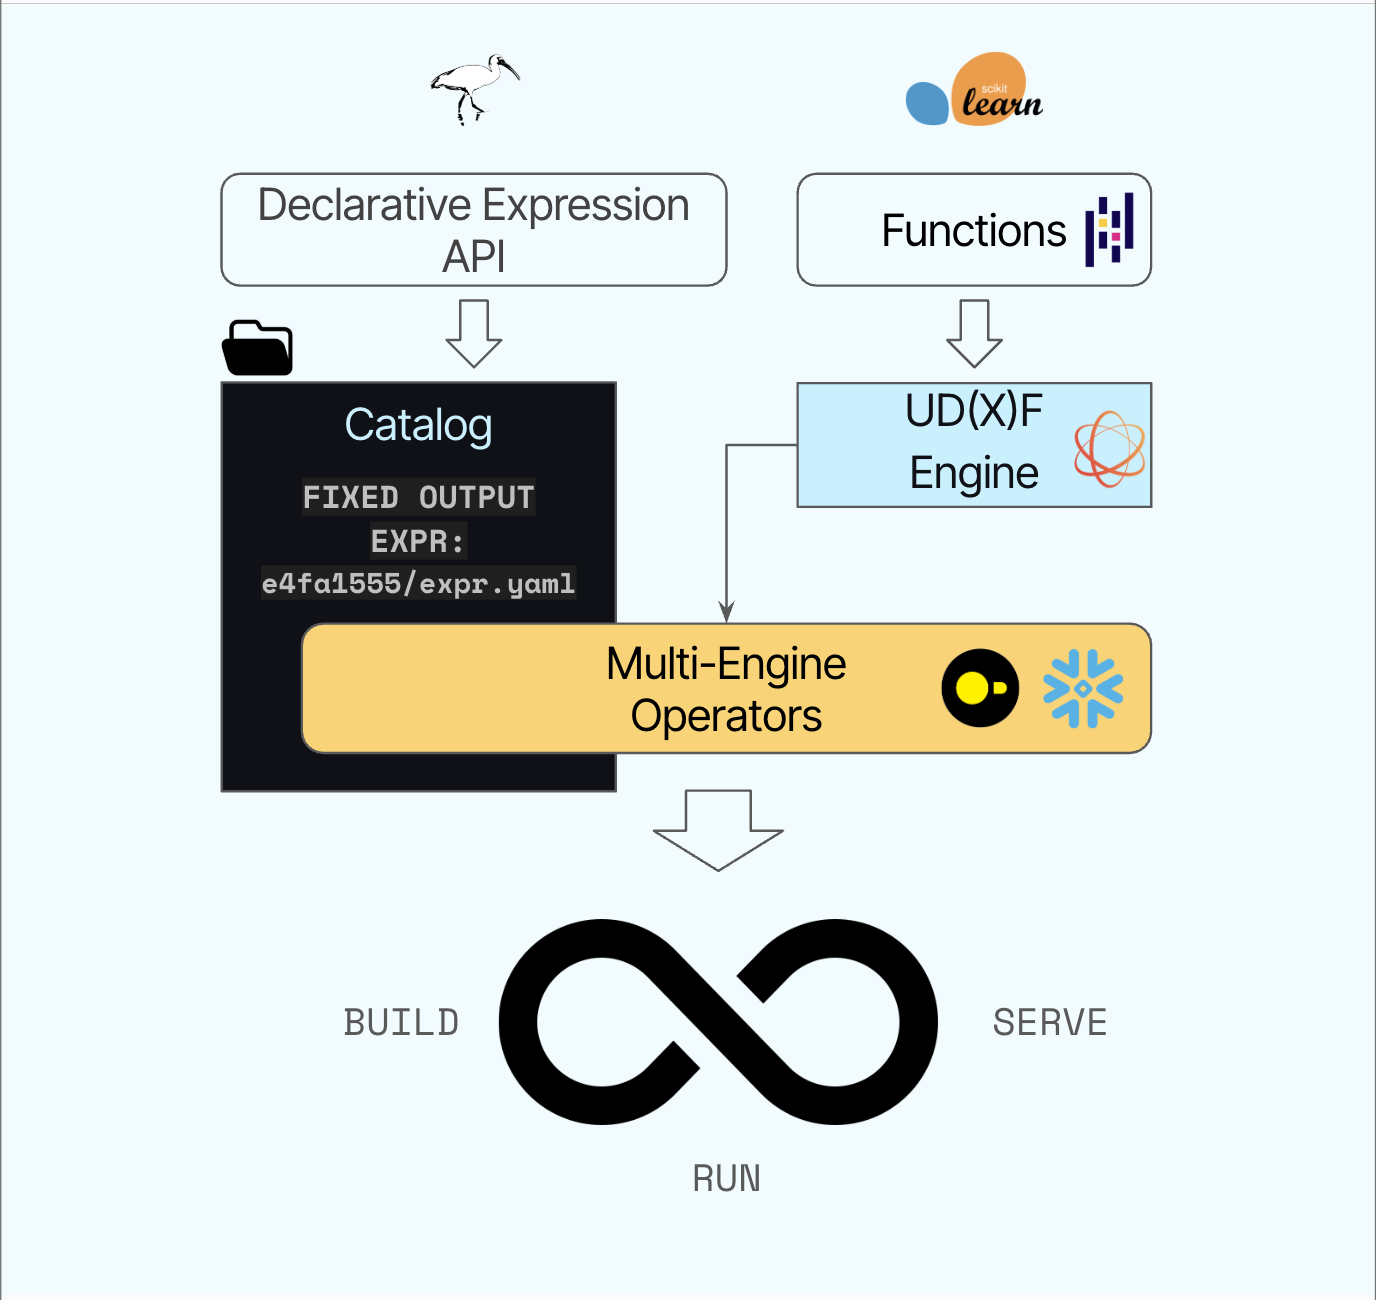 scikit
learn
Declarative Expression
API
Functions
Catalog
FIXED OUTPUT
EXPR:
e4fa1555/expr.yaml
UD(X)F
Engine
Multi-Engine
Operators
BUILD
SERVE
RUN